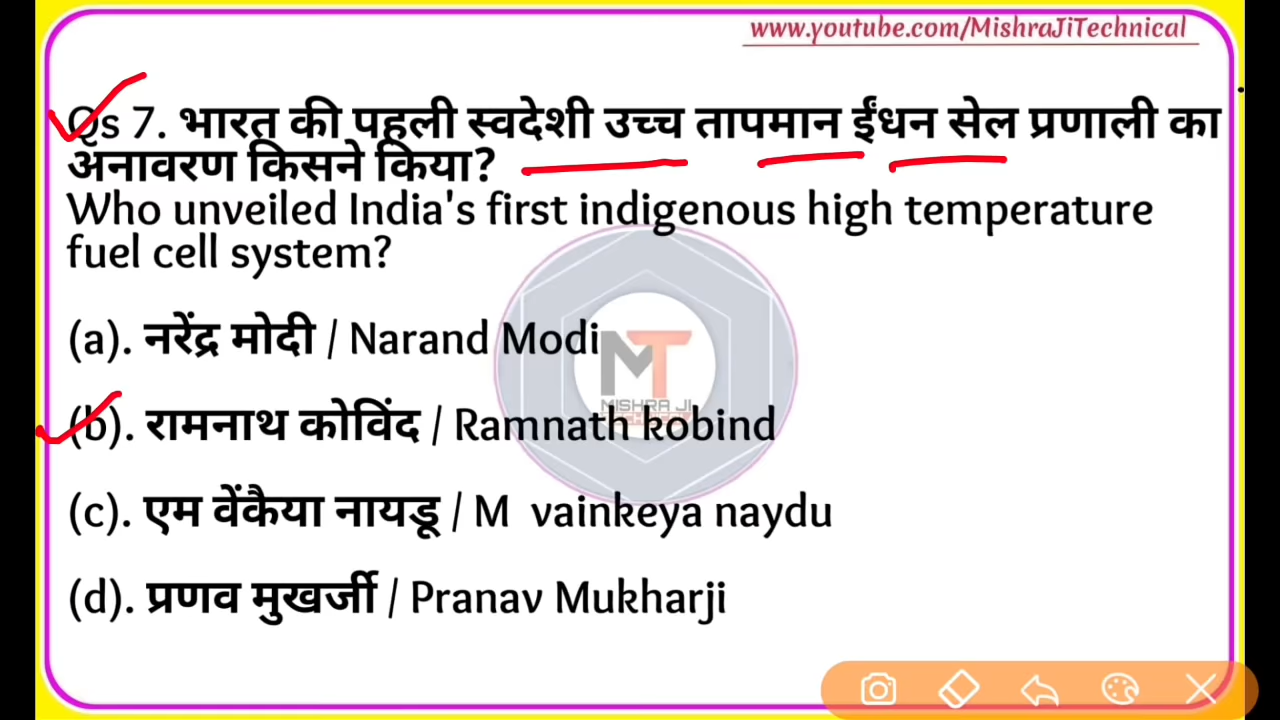 www.youtube.com/MishraJiTechnical
Qs 7. भारत की पहली स्वदेशी उच्च तापमान ईंधन सेल प्रणाली का
अनावरण किसने किया?
Who unveiled India's first indigenous high temperature
fuel cell system?
(a). नरेंद्र मोदी / Narand Modi
MT
MISHRA JI
(b). रामनाथ कोविंद / Ramnath kobind
(c). एम वेंकैया नायडू / M vainkeya naydu
(d). प्रणव मुखर्जी / Pranav Mukharji